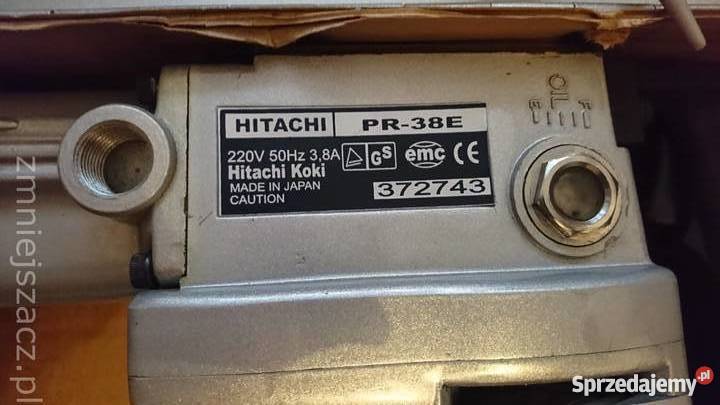 HITACHI PR-38E
220V 50Hz 3,8A GS emc CE
Hitachi Koki
MADE IN JAPAN
CAUTION 372743
E OIL F
zmniejszacz.pl
Sprzedajemy.pl